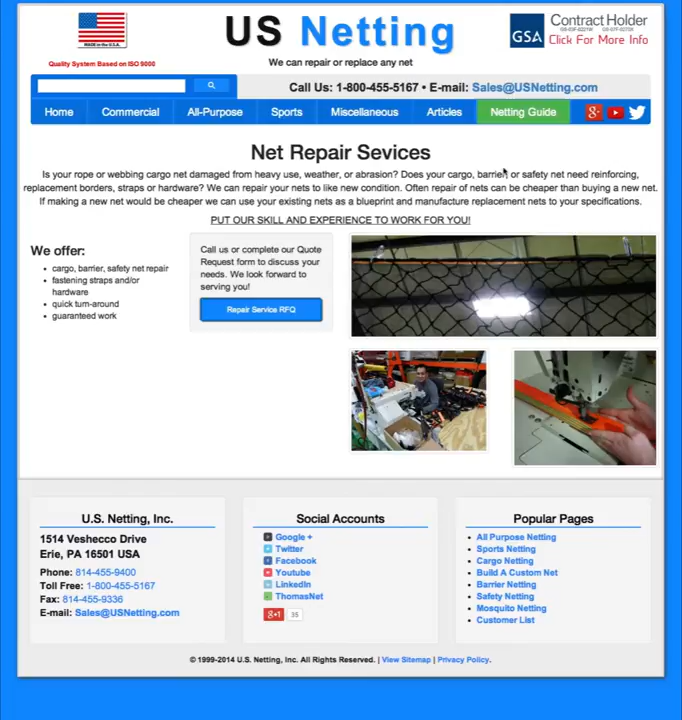 MADE IN THE U.S.A.
Quality System Based on ISO 9000
US Netting
We can repair or replace any net
GSA
Contract Holder
Click For More Info
Call Us: 1-800-455-5167 • E-mail: Sales@USNetting.com
Home Commercial All-Purpose Sports Miscellaneous Articles Netting Guide
Net Repair Sevices
Is your rope or webbing cargo net damaged from heavy use, weather, or abrasion? Does your cargo, barrier, or safety net need reinforcing,
replacement borders, straps or hardware? We can repair your nets to like new condition. Often repair of nets can be cheaper than buying a new net.
If making a new net would be cheaper we can use your existing nets as a blueprint and manufacture replacement nets to your specifications.
PUT OUR SKILL AND EXPERIENCE TO WORK FOR YOU!
We offer:
• cargo, barrier, safety net repair
• fastening straps and/or
hardware
• quick turn-around
• guaranteed work
Call us or complete our Quote
Request form to discuss your
needs. We look forward to
serving you!
Repair Service RFQ
U.S. Netting, Inc.
1514 Veshecco Drive
Erie, PA 16501 USA
Phone: 814-455-9400
Toll Free: 1-800-455-5167
Fax: 814-455-9336
E-mail: Sales@USNetting.com
Social Accounts
Google +
Twitter
Facebook
Youtube
LinkedIn
ThomasNet
+1 35
Popular Pages
• All Purpose Netting
• Sports Netting
• Cargo Netting
• Build A Custom Net
• Barrier Netting
• Safety Netting
• Mosquito Netting
• Customer List
© 1999-2014 U.S. Netting, Inc. All Rights Reserved. | View Sitemap | Privacy Policy.